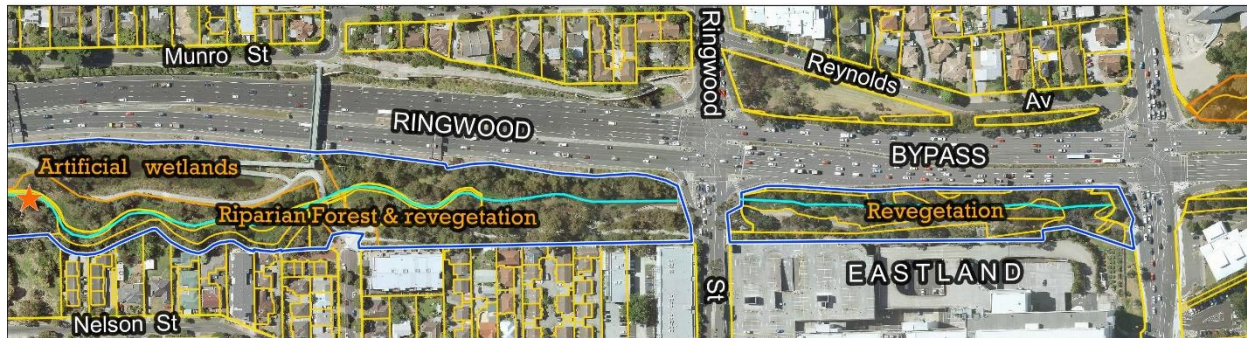 Munro St
Ringwood
St
Reynolds
Av
RINGWOOD
BYPASS
Artificial wetlands
Riparian Forest & revegetation
Revegetation
EASTLAND
Nelson St